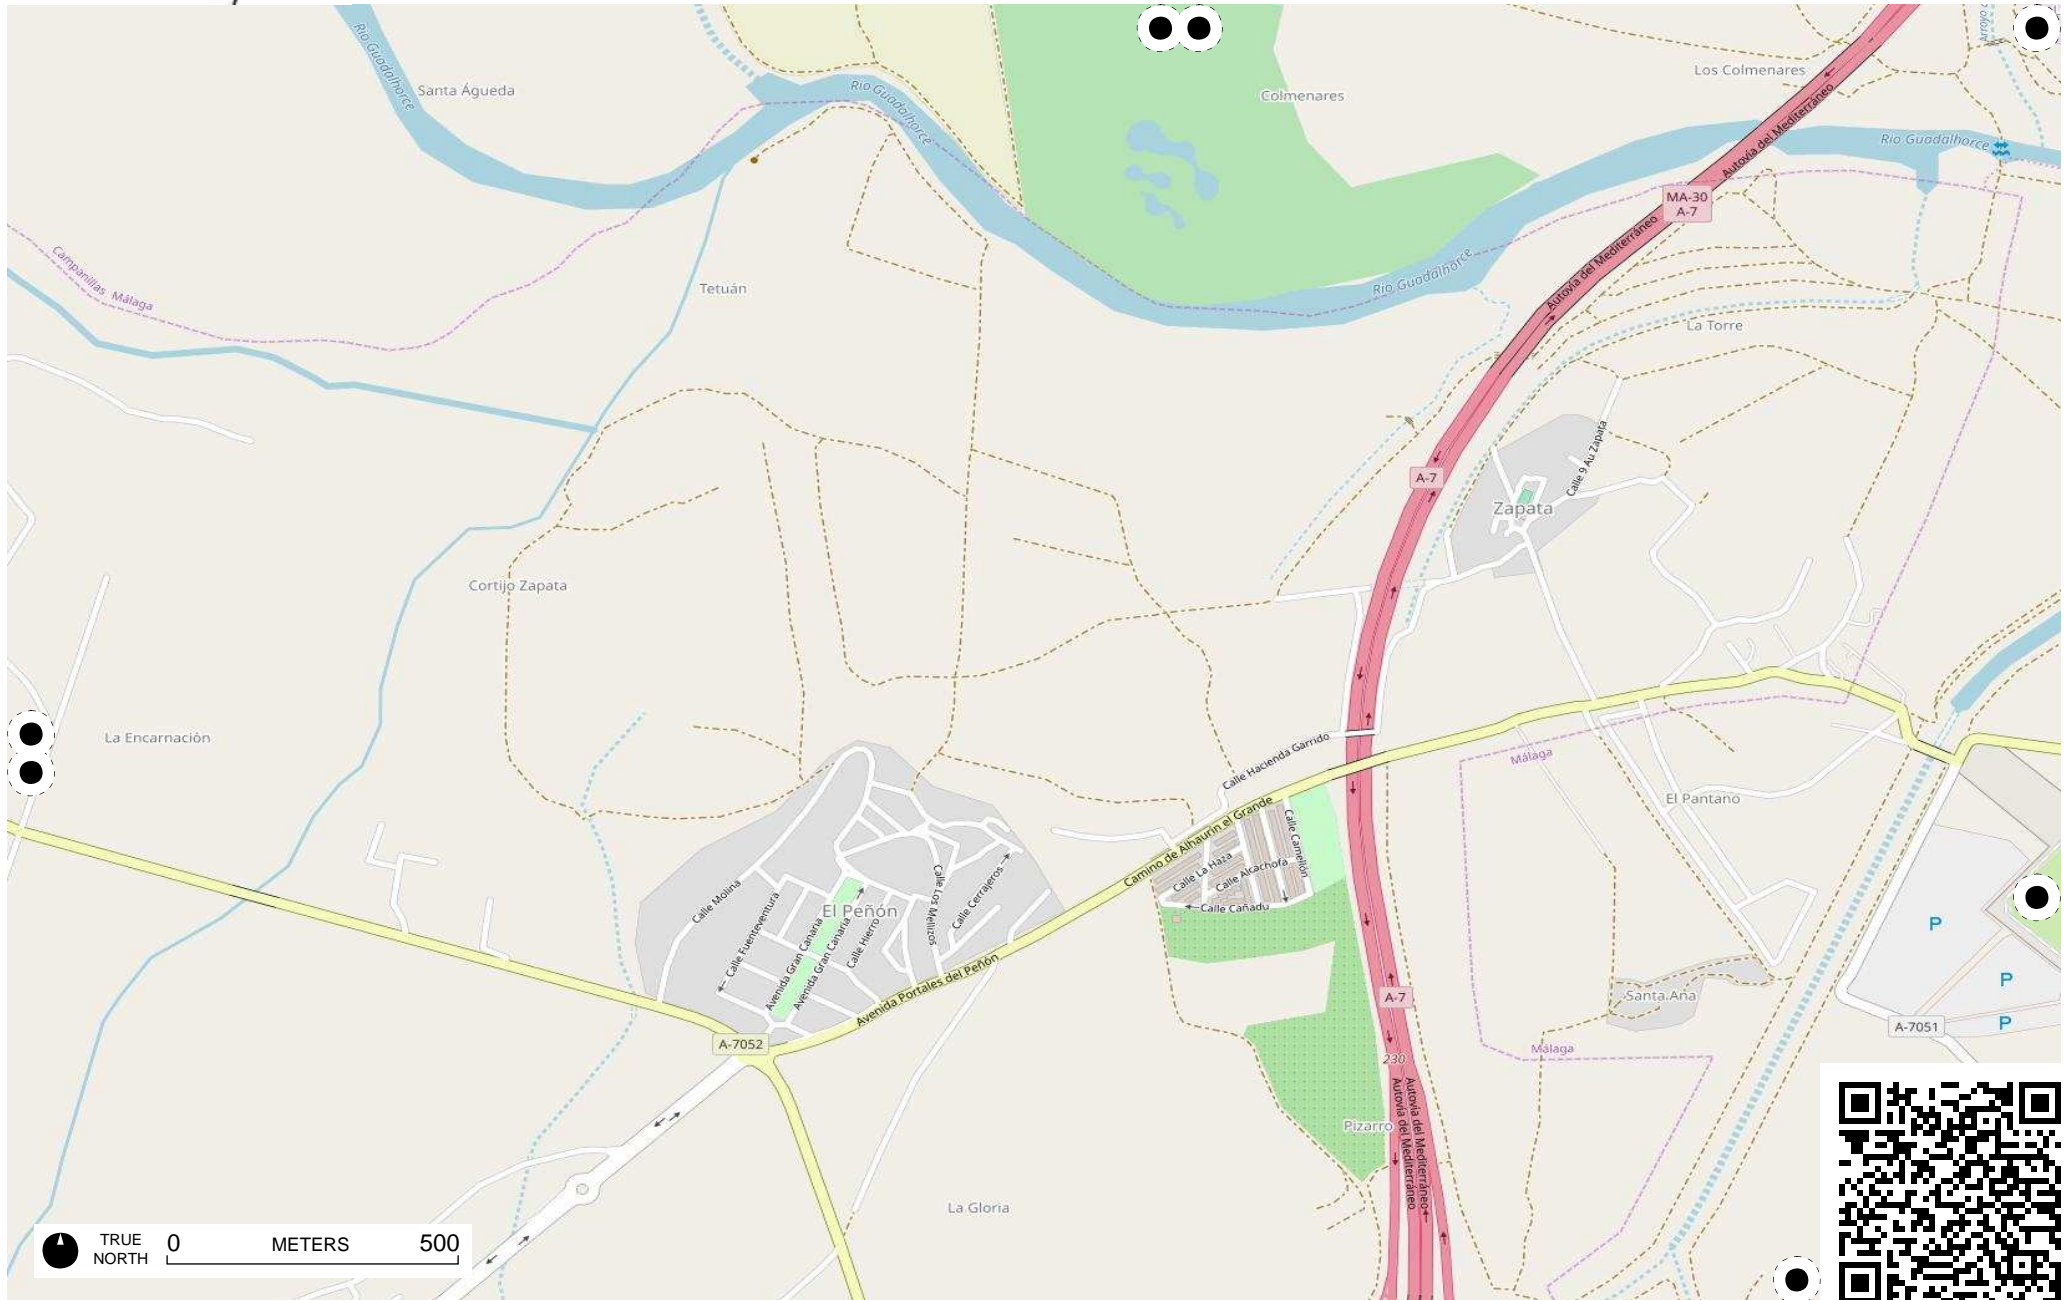 Río Guadalhorce
Santa Águeda
Río Guadalhorce
Colmenares
Los Colmenares
Autovía del Mediterráneo
Río Guadalhorce
MA-30
A-7
Autovía del Mediterráneo
Campanillas Málaga
Tetuán
Río Guadalhorce
La Torre
A-7
Calle 9 Au Zapata
Zapata
Cortijo Zapata
La Encarnación
Calle Hacienda Garrido
Málaga
El Pantano
Camino de Alhaurín el Grande
Calle Camellón
Calle La Haza
Calle Alcachofa
Calle Cañadu
Calle Molina
Calle Fuenteventura
El Peñón
Calle Los Mellizos
Calle Cerrajeros
Avenida Gran Canaria
Avenida Gran Canaria
Calle Hierro
Avenida Portales del Peñón
P
P
P
A-7
Santa Ana
A-7051
A-7052
230
Málaga
Autovía del Mediterráneo
Autovía del Mediterráneo
Pizarro
La Gloria
TRUE
NORTH
0 METERS 500